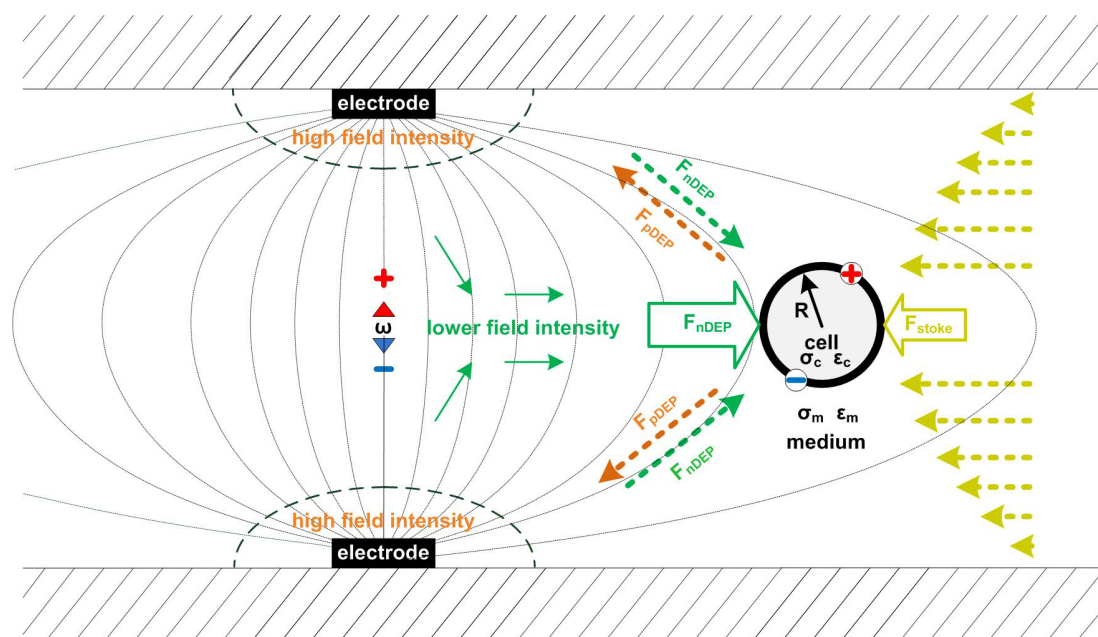 electrode
high field intensity
F_nDEP
F_pDEP
+
+
ω
lower field intensity
F_nDEP
R
cell
σ_c ε_c
F_stoke
−
−
F_pDEP
F_nDEP
σ_m ε_m
medium
high field intensity
electrode